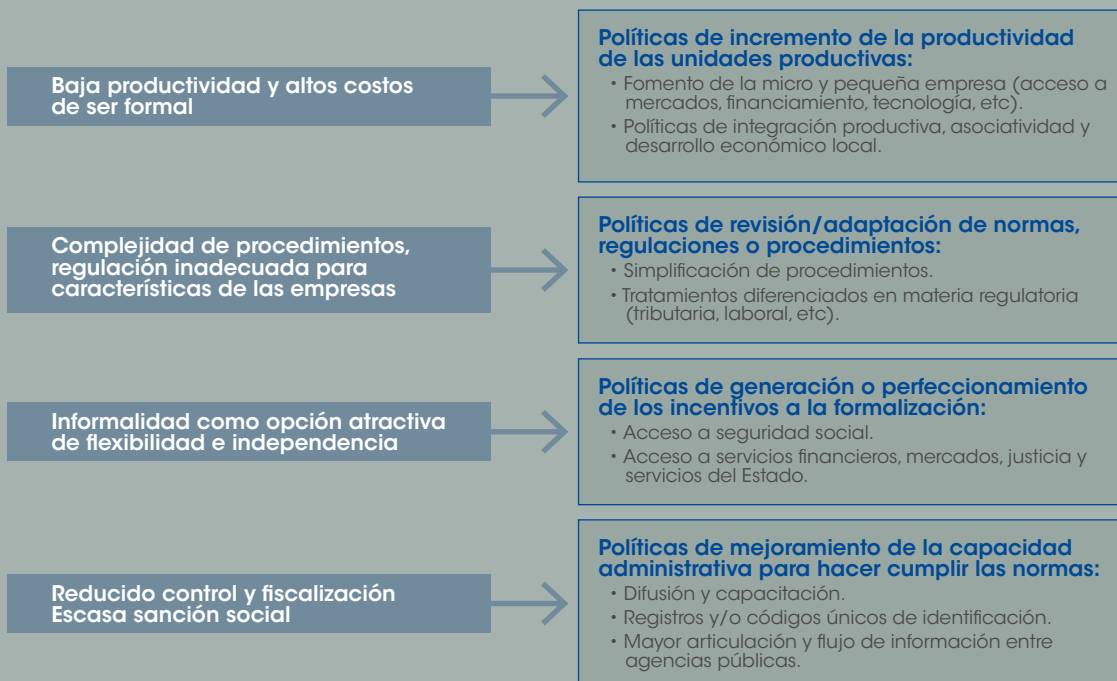 Baja productividad y altos costos
de ser formal
Políticas de incremento de la productividad
de las unidades productivas:
• Fomento de la micro y pequeña empresa (acceso a
mercados, financiamiento, tecnología, etc).
• Políticas de integración productiva, asociatividad y
desarrollo económico local.
Complejidad de procedimientos,
regulación inadecuada para
características de las empresas
Políticas de revisión/adaptación de normas,
regulaciones o procedimientos:
• Simplificación de procedimientos.
• Tratamientos diferenciados en materia regulatoria
(tributaria, laboral, etc).
Informalidad como opción atractiva
de flexibilidad e independencia
Políticas de generación o perfeccionamiento
de los incentivos a la formalización:
• Acceso a seguridad social.
• Acceso a servicios financieros, mercados, justicia y
servicios del Estado.
Reducido control y fiscalización
Escasa sanción social
Políticas de mejoramiento de la capacidad
administrativa para hacer cumplir las normas:
• Difusión y capacitación.
• Registros y/o códigos únicos de identificación.
• Mayor articulación y flujo de información entre
agencias públicas.